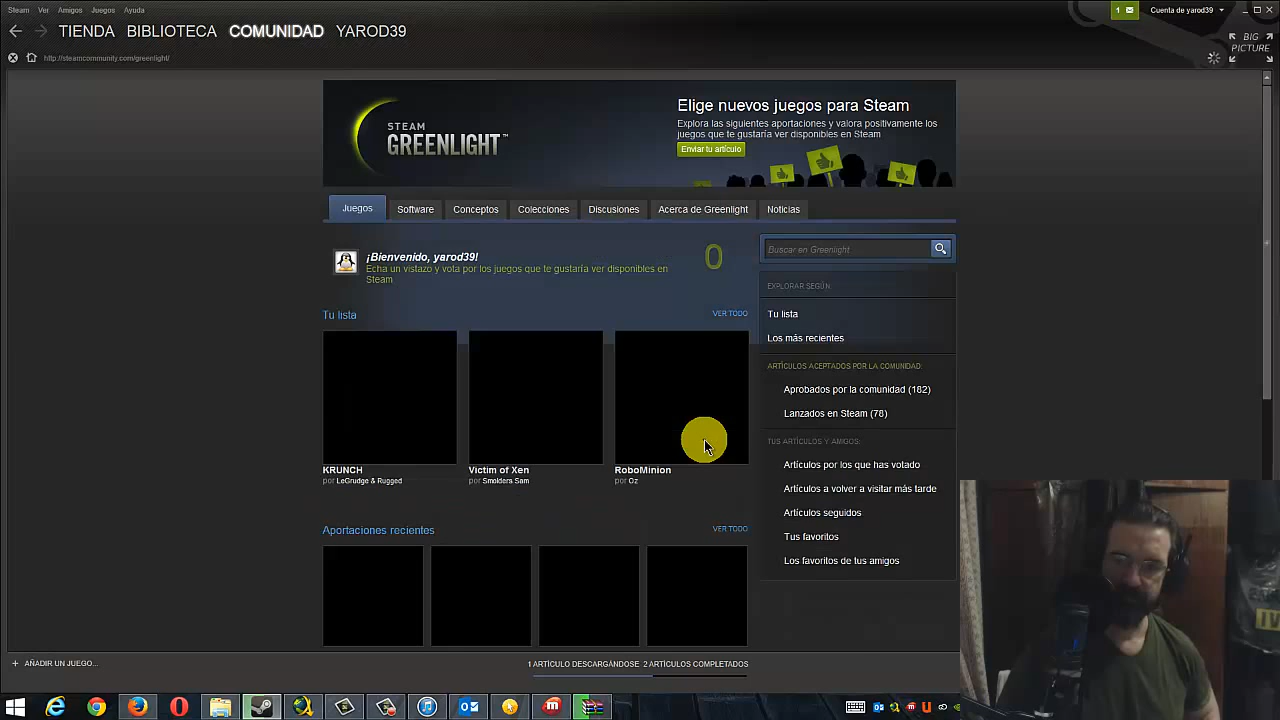 Steam Ver Amigos Juegos Ayuda
1
Cuenta de yarod39
TIENDA BIBLIOTECA COMUNIDAD YAROD39
BIG
PICTURE
http://steamcommunity.com/greenlight/
STEAM
GREENLIGHT™
Elige nuevos juegos para Steam
Explora las siguientes aportaciones y valora positivamente los
juegos que te gustaría ver disponibles en Steam
Enviar tu artículo
Juegos Software Conceptos Colecciones Discusiones Acerca de Greenlight Noticias
¡Bienvenido, yarod39!
Echa un vistazo y vota por los juegos que te gustaría ver disponibles en
Steam
0
Buscar en Greenlight
EXPLORAR SEGÚN:
Tu lista
Los más recientes
ARTÍCULOS ACEPTADOS POR LA COMUNIDAD:
Aprobados por la comunidad (182)
Lanzados en Steam (78)
TUS ARTÍCULOS Y AMIGOS:
Artículos por los que has votado
Artículos a volver a visitar más tarde
Artículos seguidos
Tus favoritos
Los favoritos de tus amigos
Tu lista VER TODO
KRUNCH
por LeGrudge & Rugged
Victim of Xen
por Smolders Sam
RoboMinion
por Oz
Aportaciones recientes VER TODO
+ AÑADIR UN JUEGO...
1 ARTÍCULO DESCARGÁNDOSE 2 ARTÍCULOS COMPLETADOS